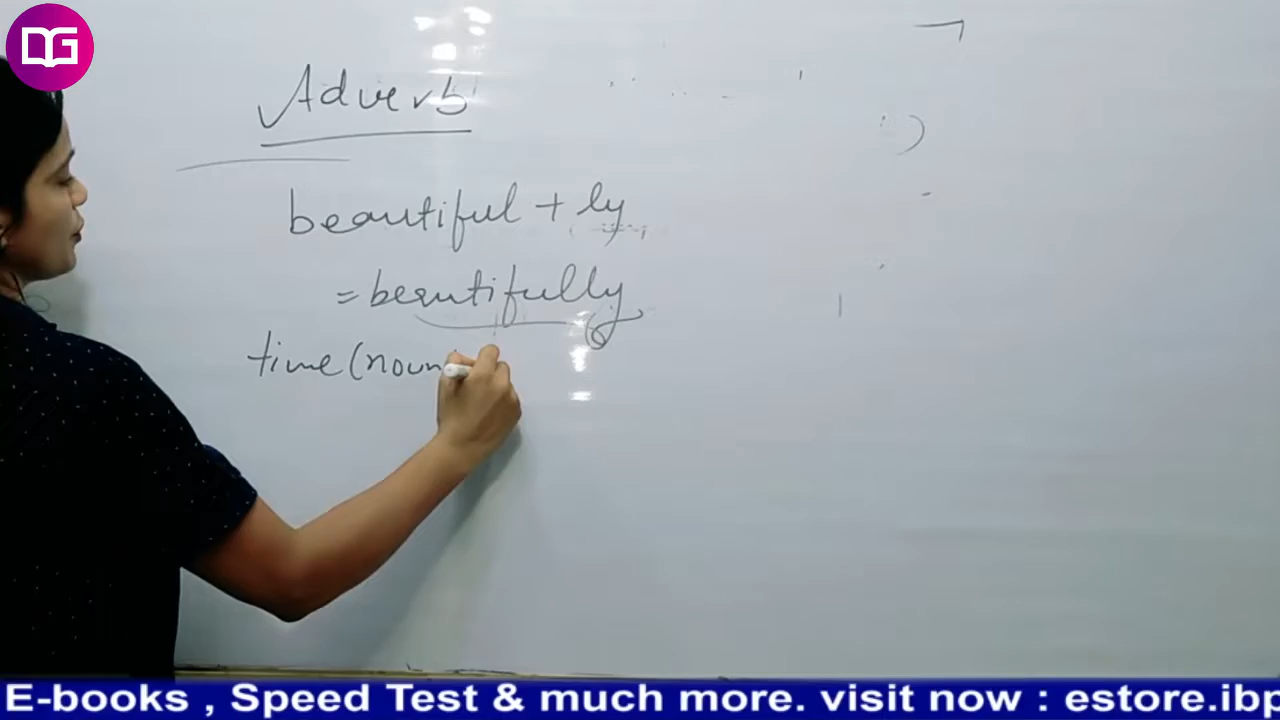 DG
Adverb
beautiful + ly
= beautifully
time (noun
E-books , Speed Test & much more. visit now : estore.ibp